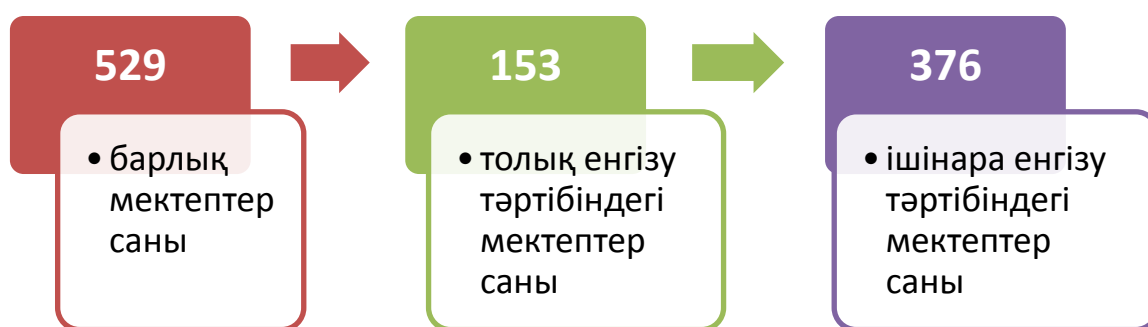 529
• барлық
мектептер
саны
153
• толық енгізу
тәртібіндегі
мектептер
саны
376
• ішінара енгізу
тәртібіндегі
мектептер
саны